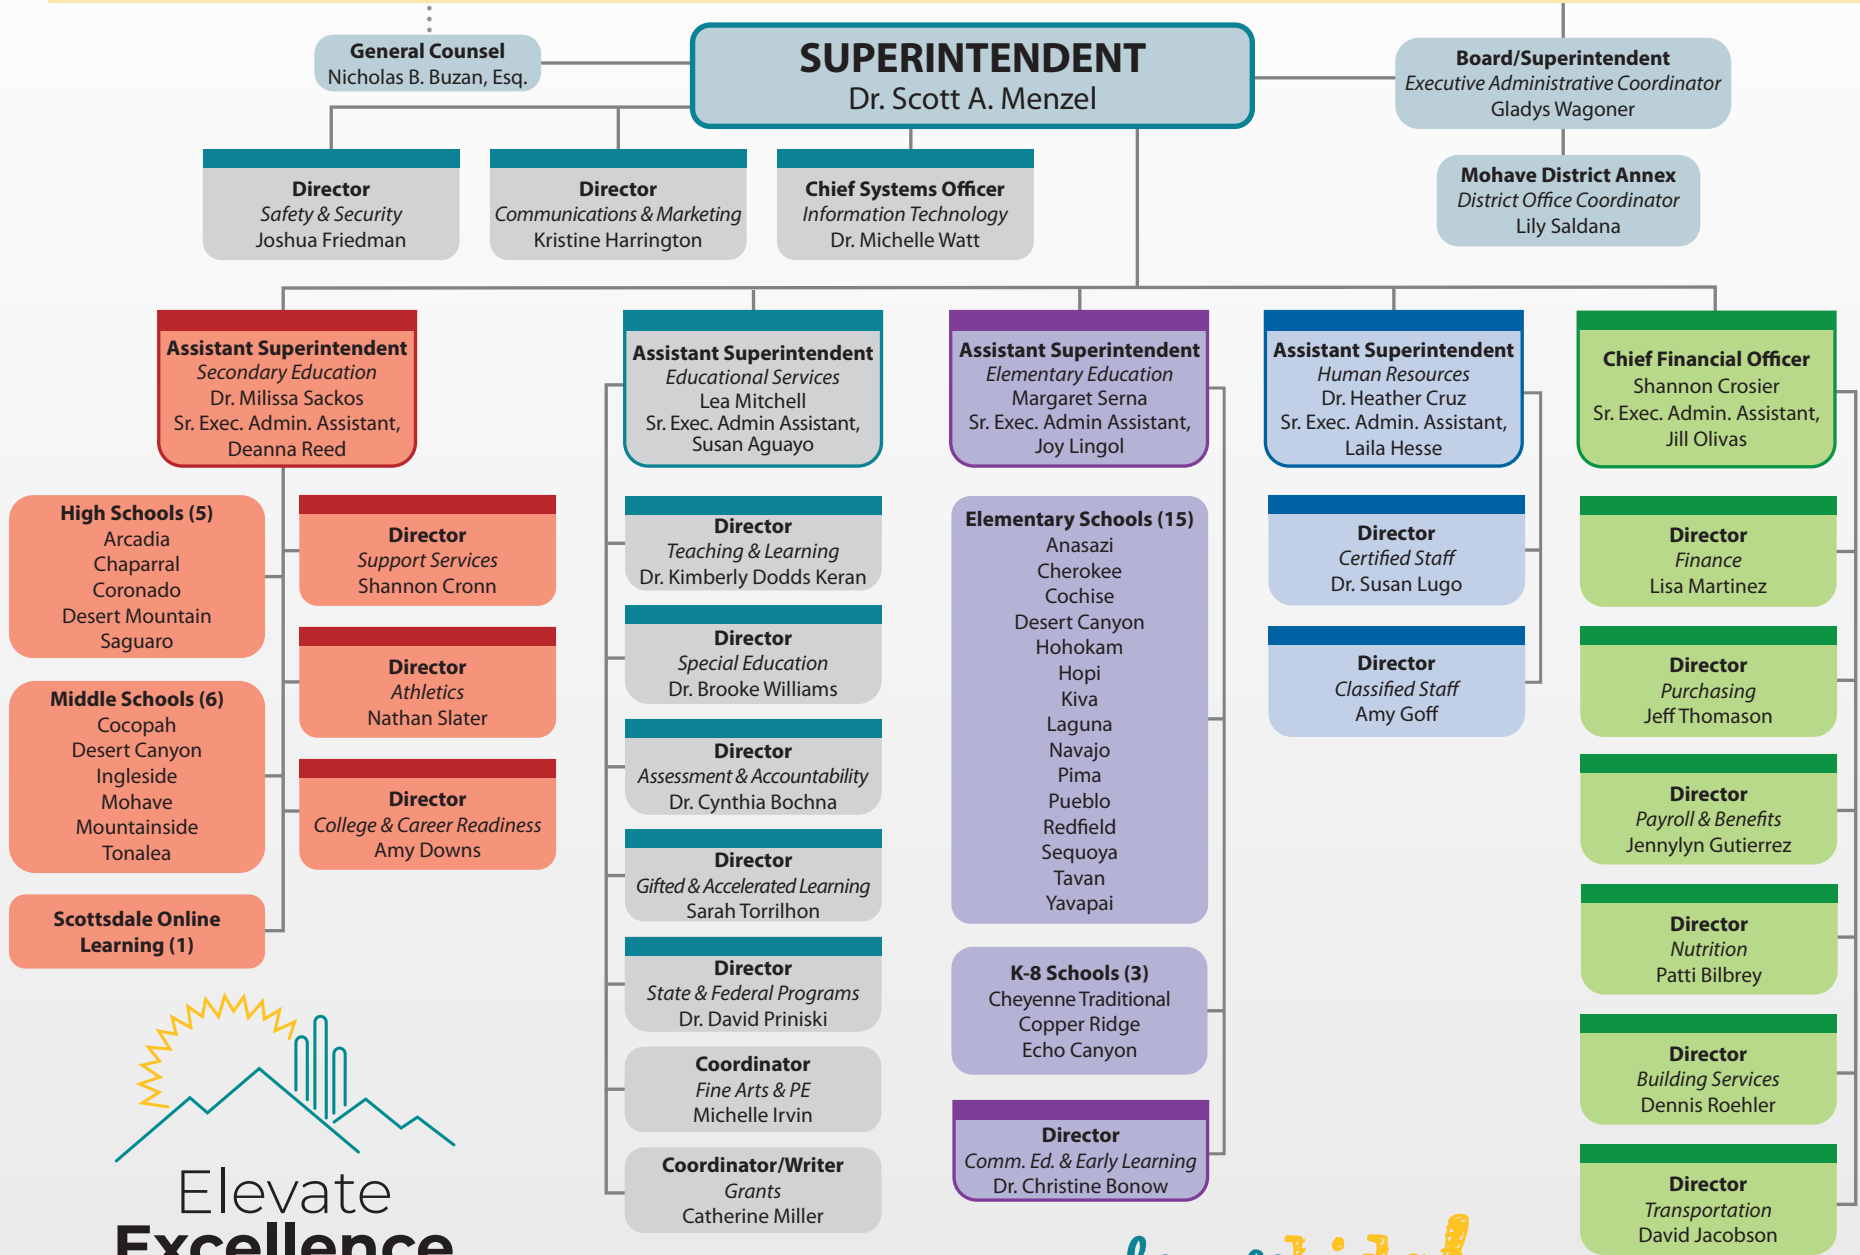 General Counsel
Nicholas B. Buzan, Esq.
SUPERINTENDENT
Dr. Scott A. Menzel
Board/Superintendent
Executive Administrative Coordinator
Gladys Wagoner
Mohave District Annex
District Office Coordinator
Lily Saldana
Director
Safety & Security
Joshua Friedman
Director
Communications & Marketing
Kristine Harrington
Chief Systems Officer
Information Technology
Dr. Michelle Watt
Assistant Superintendent
Secondary Education
Dr. Milissa Sackos
Sr. Exec. Admin. Assistant,
Deanna Reed
High Schools (5)
Arcadia
Chaparral
Coronado
Desert Mountain
Saguaro
Middle Schools (6)
Cocopah
Desert Canyon
Ingleside
Mohave
Mountainside
Tonalea
Scottsdale Online
Learning (1)
Director
Support Services
Shannon Cronn
Director
Athletics
Nathan Slater
Director
College & Career Readiness
Amy Downs
Assistant Superintendent
Educational Services
Lea Mitchell
Sr. Exec. Admin Assistant,
Susan Aguayo
Director
Teaching & Learning
Dr. Kimberly Dodds Keran
Director
Special Education
Dr. Brooke Williams
Director
Assessment & Accountability
Dr. Cynthia Bochna
Director
Gifted & Accelerated Learning
Sarah Torrilhon
Director
State & Federal Programs
Dr. David Priniski
Coordinator
Fine Arts & PE
Michelle Irvin
Coordinator/Writer
Grants
Catherine Miller
Assistant Superintendent
Elementary Education
Margaret Serna
Sr. Exec. Admin Assistant,
Joy Lingol
Elementary Schools (15)
Anasazi
Cherokee
Cochise
Desert Canyon
Hohokam
Hopi
Kiva
Laguna
Navajo
Pima
Pueblo
Redfield
Sequoya
Tavan
Yavapai
K-8 Schools (3)
Cheyenne Traditional
Copper Ridge
Echo Canyon
Director
Comm. Ed. & Early Learning
Dr. Christine Bonow
Assistant Superintendent
Human Resources
Dr. Heather Cruz
Sr. Exec. Admin. Assistant,
Laila Hesse
Director
Certified Staff
Dr. Susan Lugo
Director
Classified Staff
Amy Goff
Chief Financial Officer
Shannon Crosier
Sr. Exec. Admin. Assistant,
Jill Olivas
Director
Finance
Lisa Martinez
Director
Purchasing
Jeff Thomason
Director
Payroll & Benefits
Jennylyn Gutierrez
Director
Nutrition
Patti Bilbrey
Director
Building Services
Dennis Roehler
Director
Transportation
David Jacobson
Elevate
Excellence